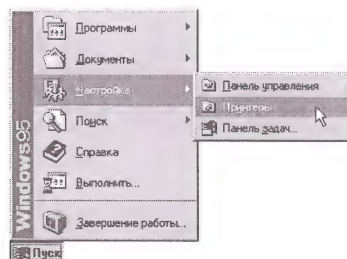 Программы
Документы
Настройка
Поиск
Справка
Выполнить...
Завершение работы...
Windows95
Панель управления
Принтеры
Панель задач...
Пуск